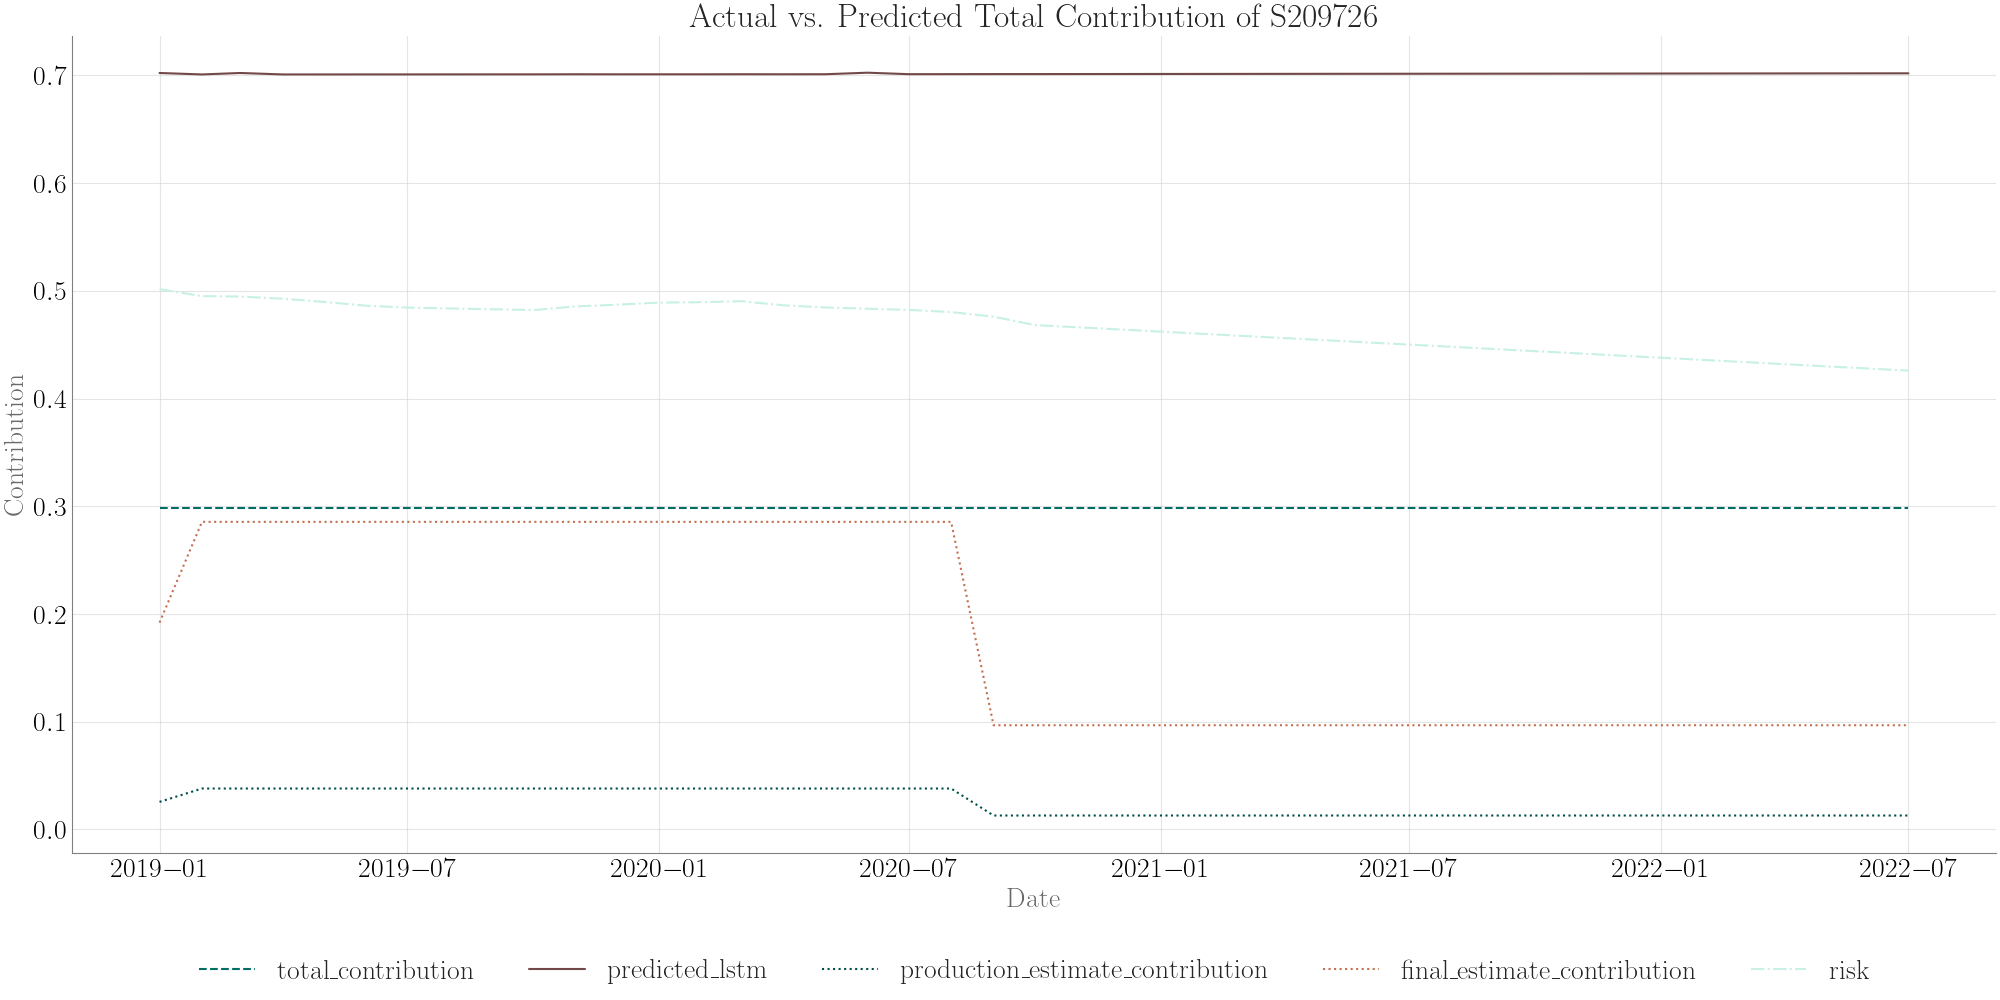 Actual vs. Predicted Total Contribution of S209726
0.7
0.6
0.5
0.4
0.3
0.2
0.1
0.0
Contribution
2019–01 2019–07 2020–01 2020–07 2021–01 2021–07 2022–01 2022–07
Date
total_contribution predicted_lstm production_estimate_contribution final_estimate_contribution risk